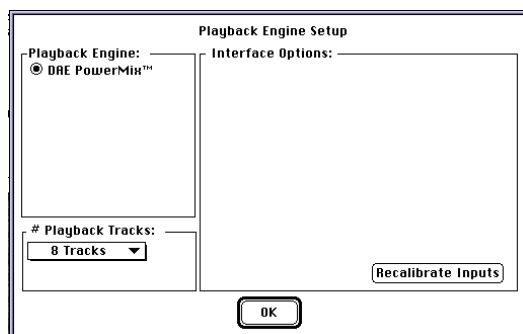 Playback Engine Setup
Playback Engine:
DAE PowerMix™
Interface Options:
# Playback Tracks:
8 Tracks
Recalibrate Inputs
OK